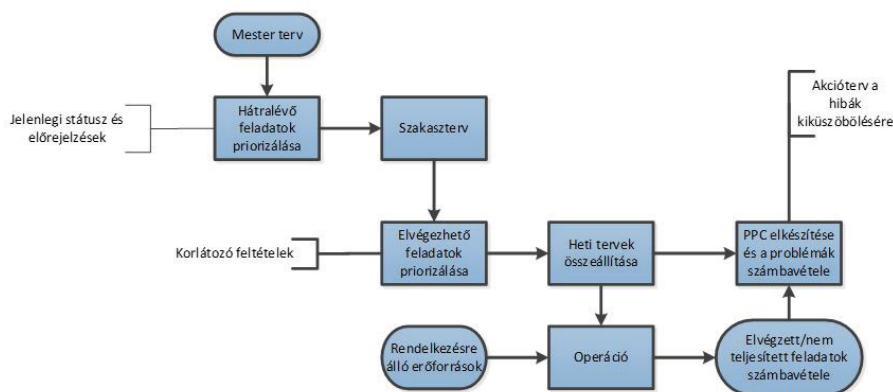 Mester terv
Jelenlegi státusz és
előrejelzések
Hátralévő
feladatok
priorizálása
Szakaszterv
Akcióterv a
hibák
kiküszöbölésére
Korlátozó feltételek
Elvégezhető
feladatok
priorizálása
Heti tervek
összeállítása
PPC elkészítése
és a problémák
számbavétele
Rendelkezésre
álló erőforrások
Operáció
Elvégzett/nem
teljesített feladatok
számbavétele